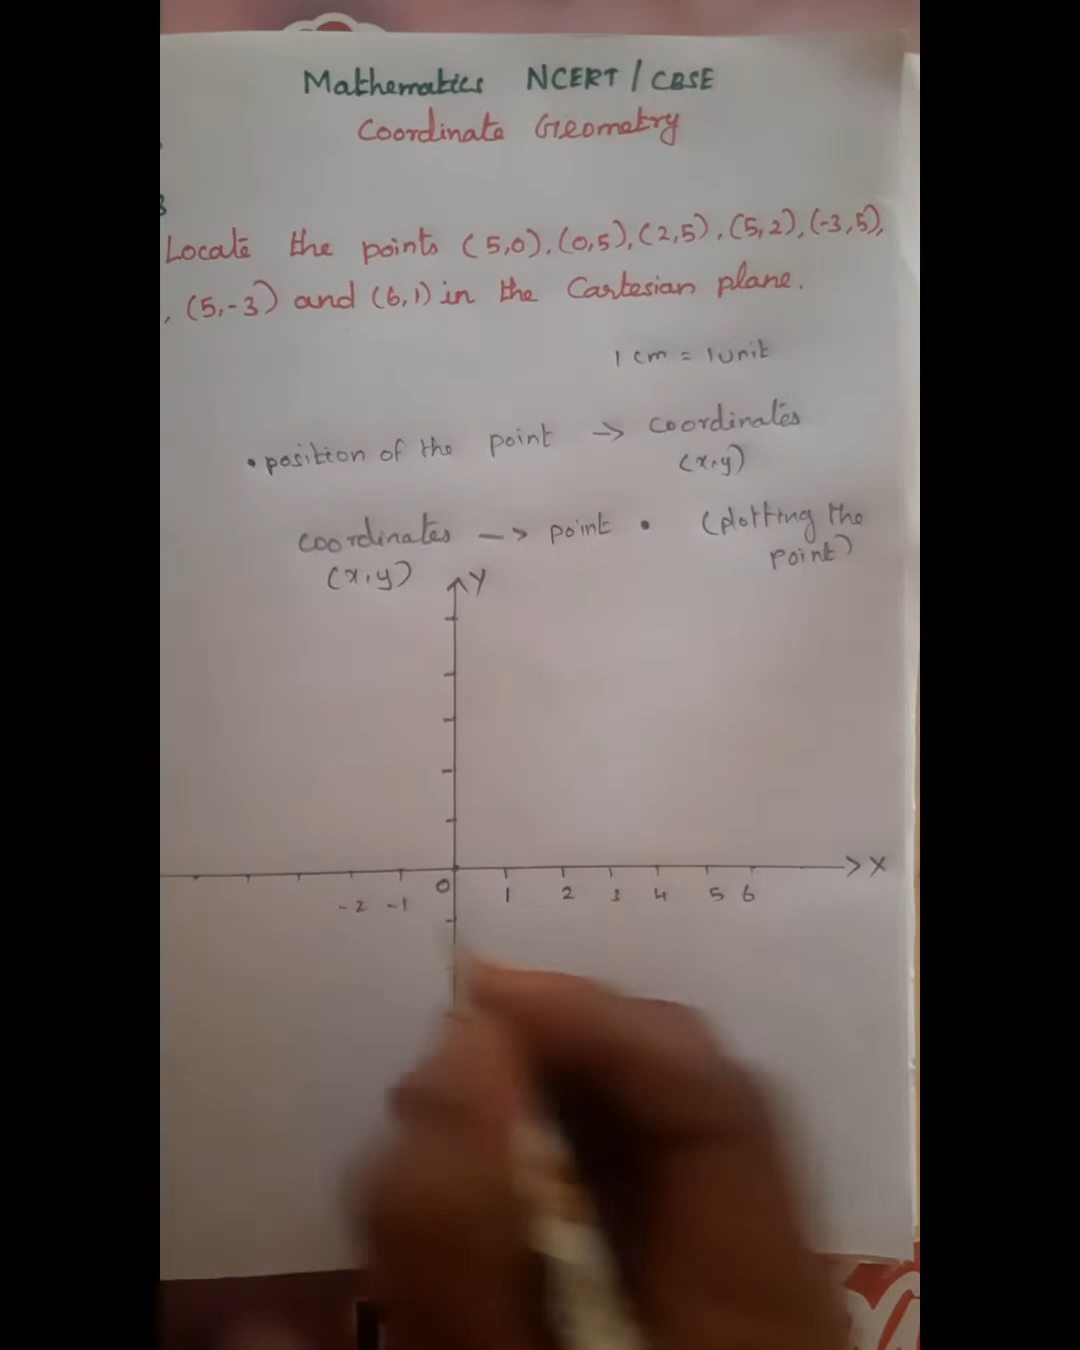 Mathematics NCERT / CBSE
Coordinate Geometry
Locate the points (5,0), (0,5), (2,5), (5,2), (-3,5),
, (5,-3) and (6,1) in the Cartesian plane.
1 cm = 1 unit
• position of the point → coordinates
(x,y)
coordinates --> point • (plotting the
point)
(x,y)
Y
X
-2 -1 0 1 2 3 4 5 6